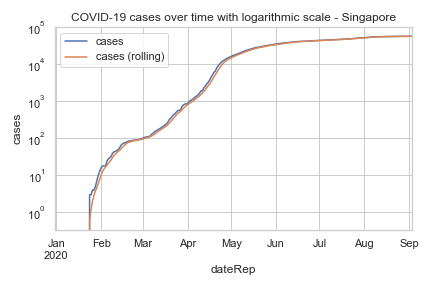 COVID-19 cases over time with logarithmic scale - Singapore
cases
cases (rolling)
10^5
10^4
10^3
10^2
10^1
10^0
cases
Jan Feb Mar Apr May Jun Jul Aug Sep
2020
dateRep